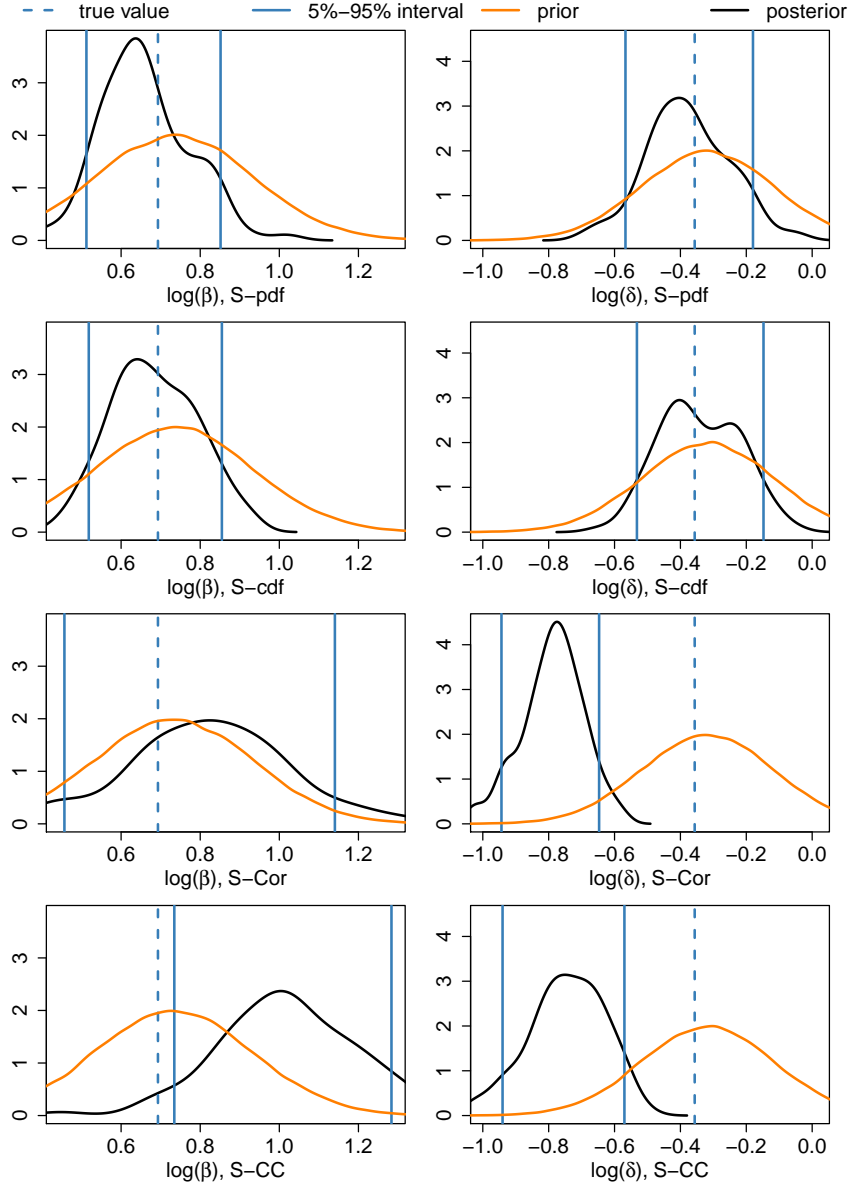 true value 5%−95% interval prior posterior
0 1 2 3 4
0.6 0.8 1.0 1.2
log(β), S−pdf
0 1 2 3 4
−1.0 −0.8 −0.6 −0.4 −0.2 0.0
log(δ), S−pdf
0 1 2 3
0.6 0.8 1.0 1.2
log(β), S−cdf
0 1 2 3 4
−1.0 −0.8 −0.6 −0.4 −0.2 0.0
log(δ), S−cdf
0 1 2 3
0.6 0.8 1.0 1.2
log(β), S−Cor
0 1 2 3 4
−1.0 −0.8 −0.6 −0.4 −0.2 0.0
log(δ), S−Cor
0 1 2 3
0.6 0.8 1.0 1.2
log(β), S−CC
0 1 2 3 4
−1.0 −0.8 −0.6 −0.4 −0.2 0.0
log(δ), S−CC